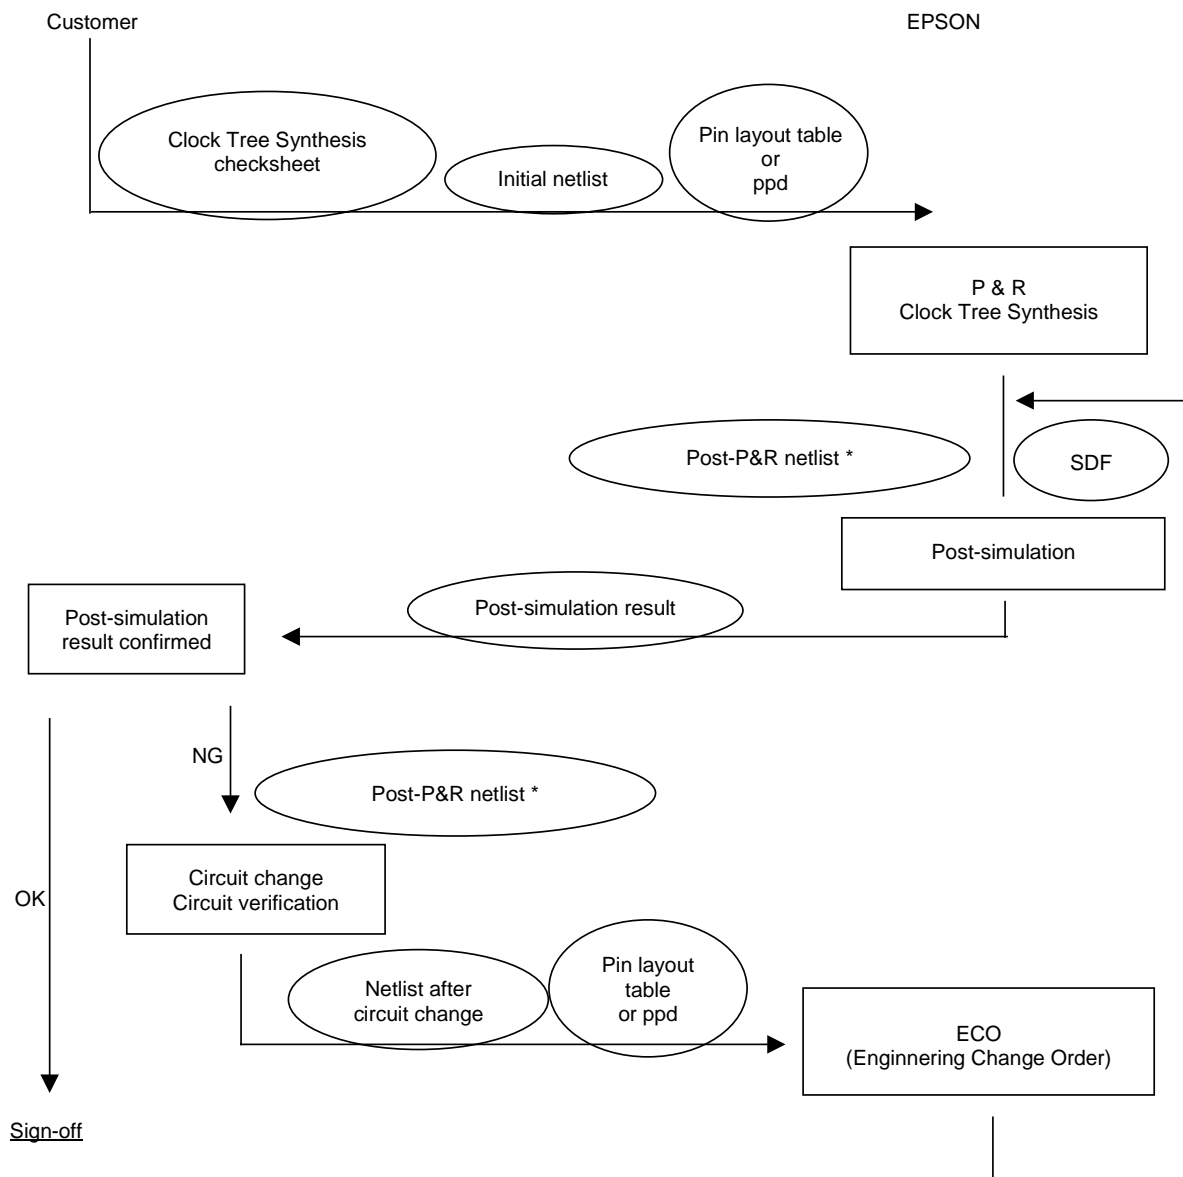 Customer
EPSON
Clock Tree Synthesis
checksheet
Initial netlist
Pin layout table
or
ppd
P & R
Clock Tree Synthesis
Post-P&R netlist *
SDF
Post-simulation
Post-simulation result
Post-simulation
result confirmed
NG
Post-P&R netlist *
OK
Circuit change
Circuit verification
Netlist after
circuit change
Pin layout
table
or ppd
ECO
(Enginnering Change Order)
Sign-off